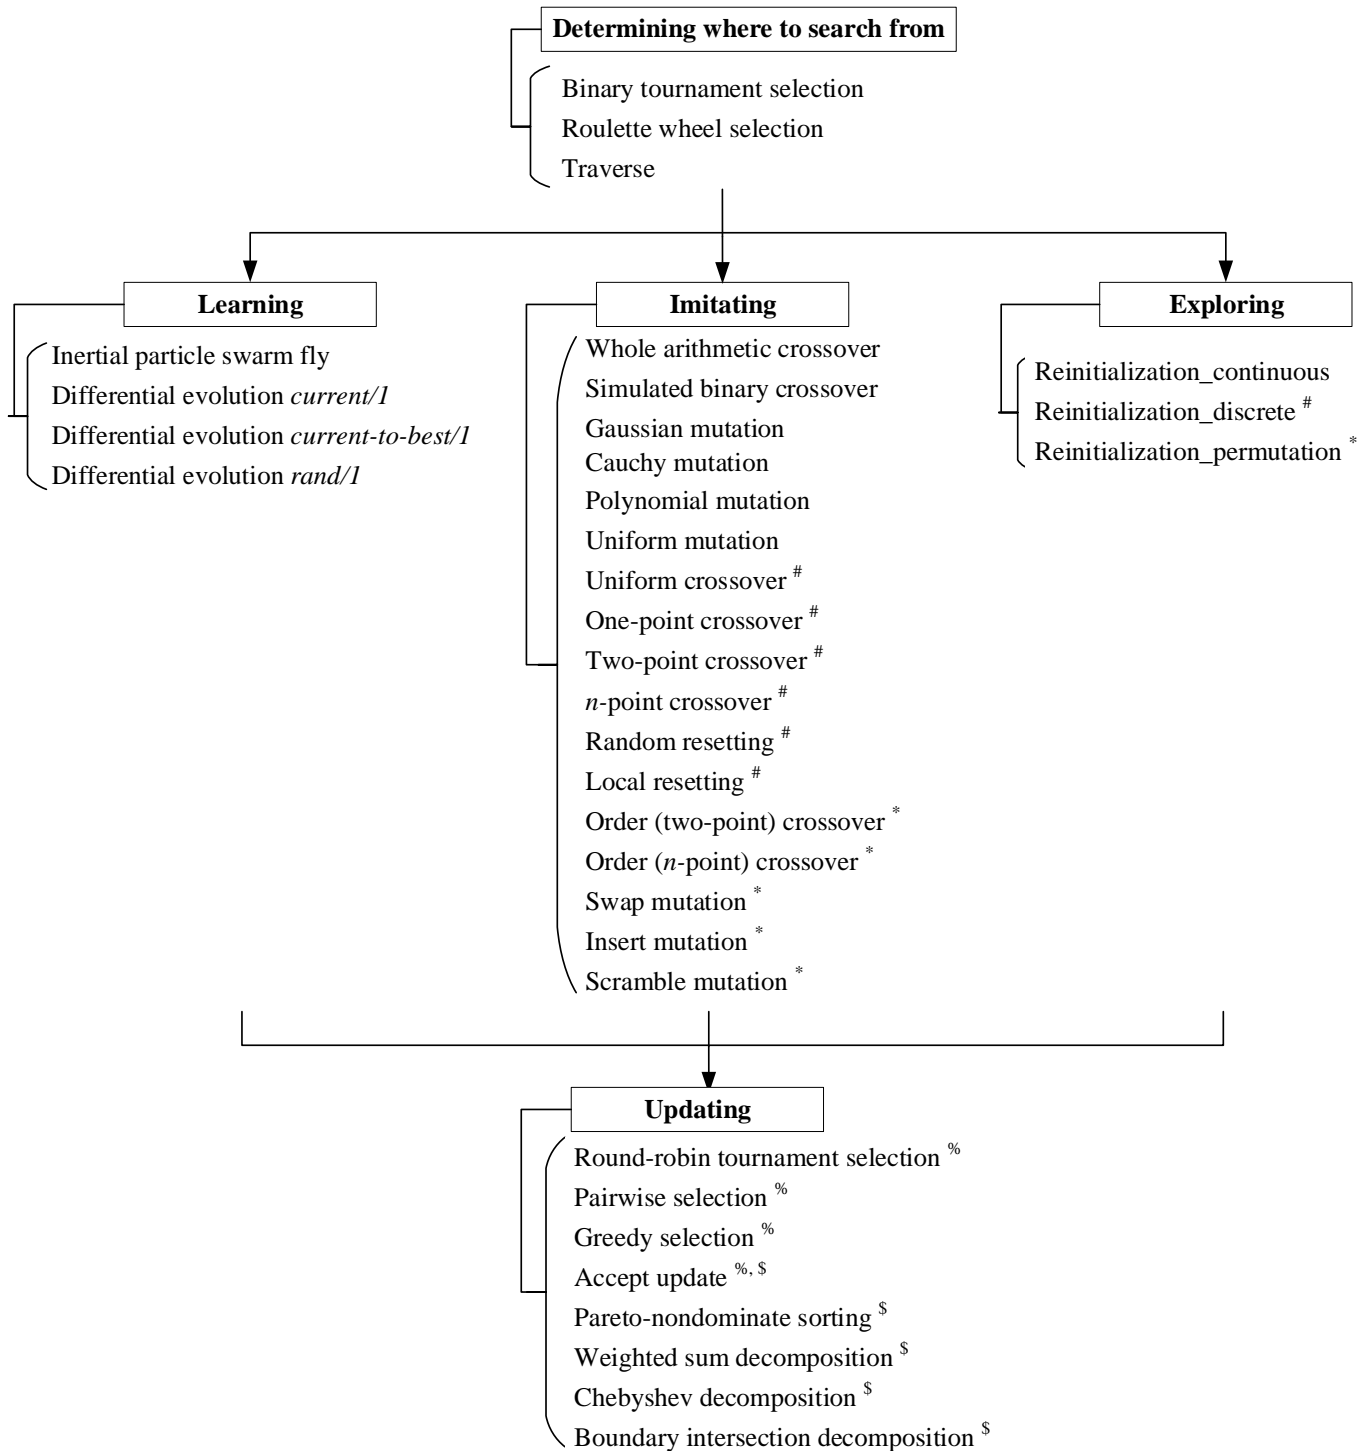 Determining where to search from
Binary tournament selection
Roulette wheel selection
Traverse
Learning
Inertial particle swarm fly
Differential evolution current/1
Differential evolution current-to-best/1
Differential evolution rand/1
Imitating
Whole arithmetic crossover
Simulated binary crossover
Gaussian mutation
Cauchy mutation
Polynomial mutation
Uniform mutation
Uniform crossover #
One-point crossover #
Two-point crossover #
n-point crossover #
Random resetting #
Local resetting #
Order (two-point) crossover *
Order (n-point) crossover *
Swap mutation *
Insert mutation *
Scramble mutation *
Exploring
Reinitialization_continuous
Reinitialization_discrete #
Reinitialization_permutation *
Updating
Round-robin tournament selection %
Pairwise selection %
Greedy selection %
Accept update %, $
Pareto-nondominate sorting $
Weighted sum decomposition $
Chebyshev decomposition $
Boundary intersection decomposition $